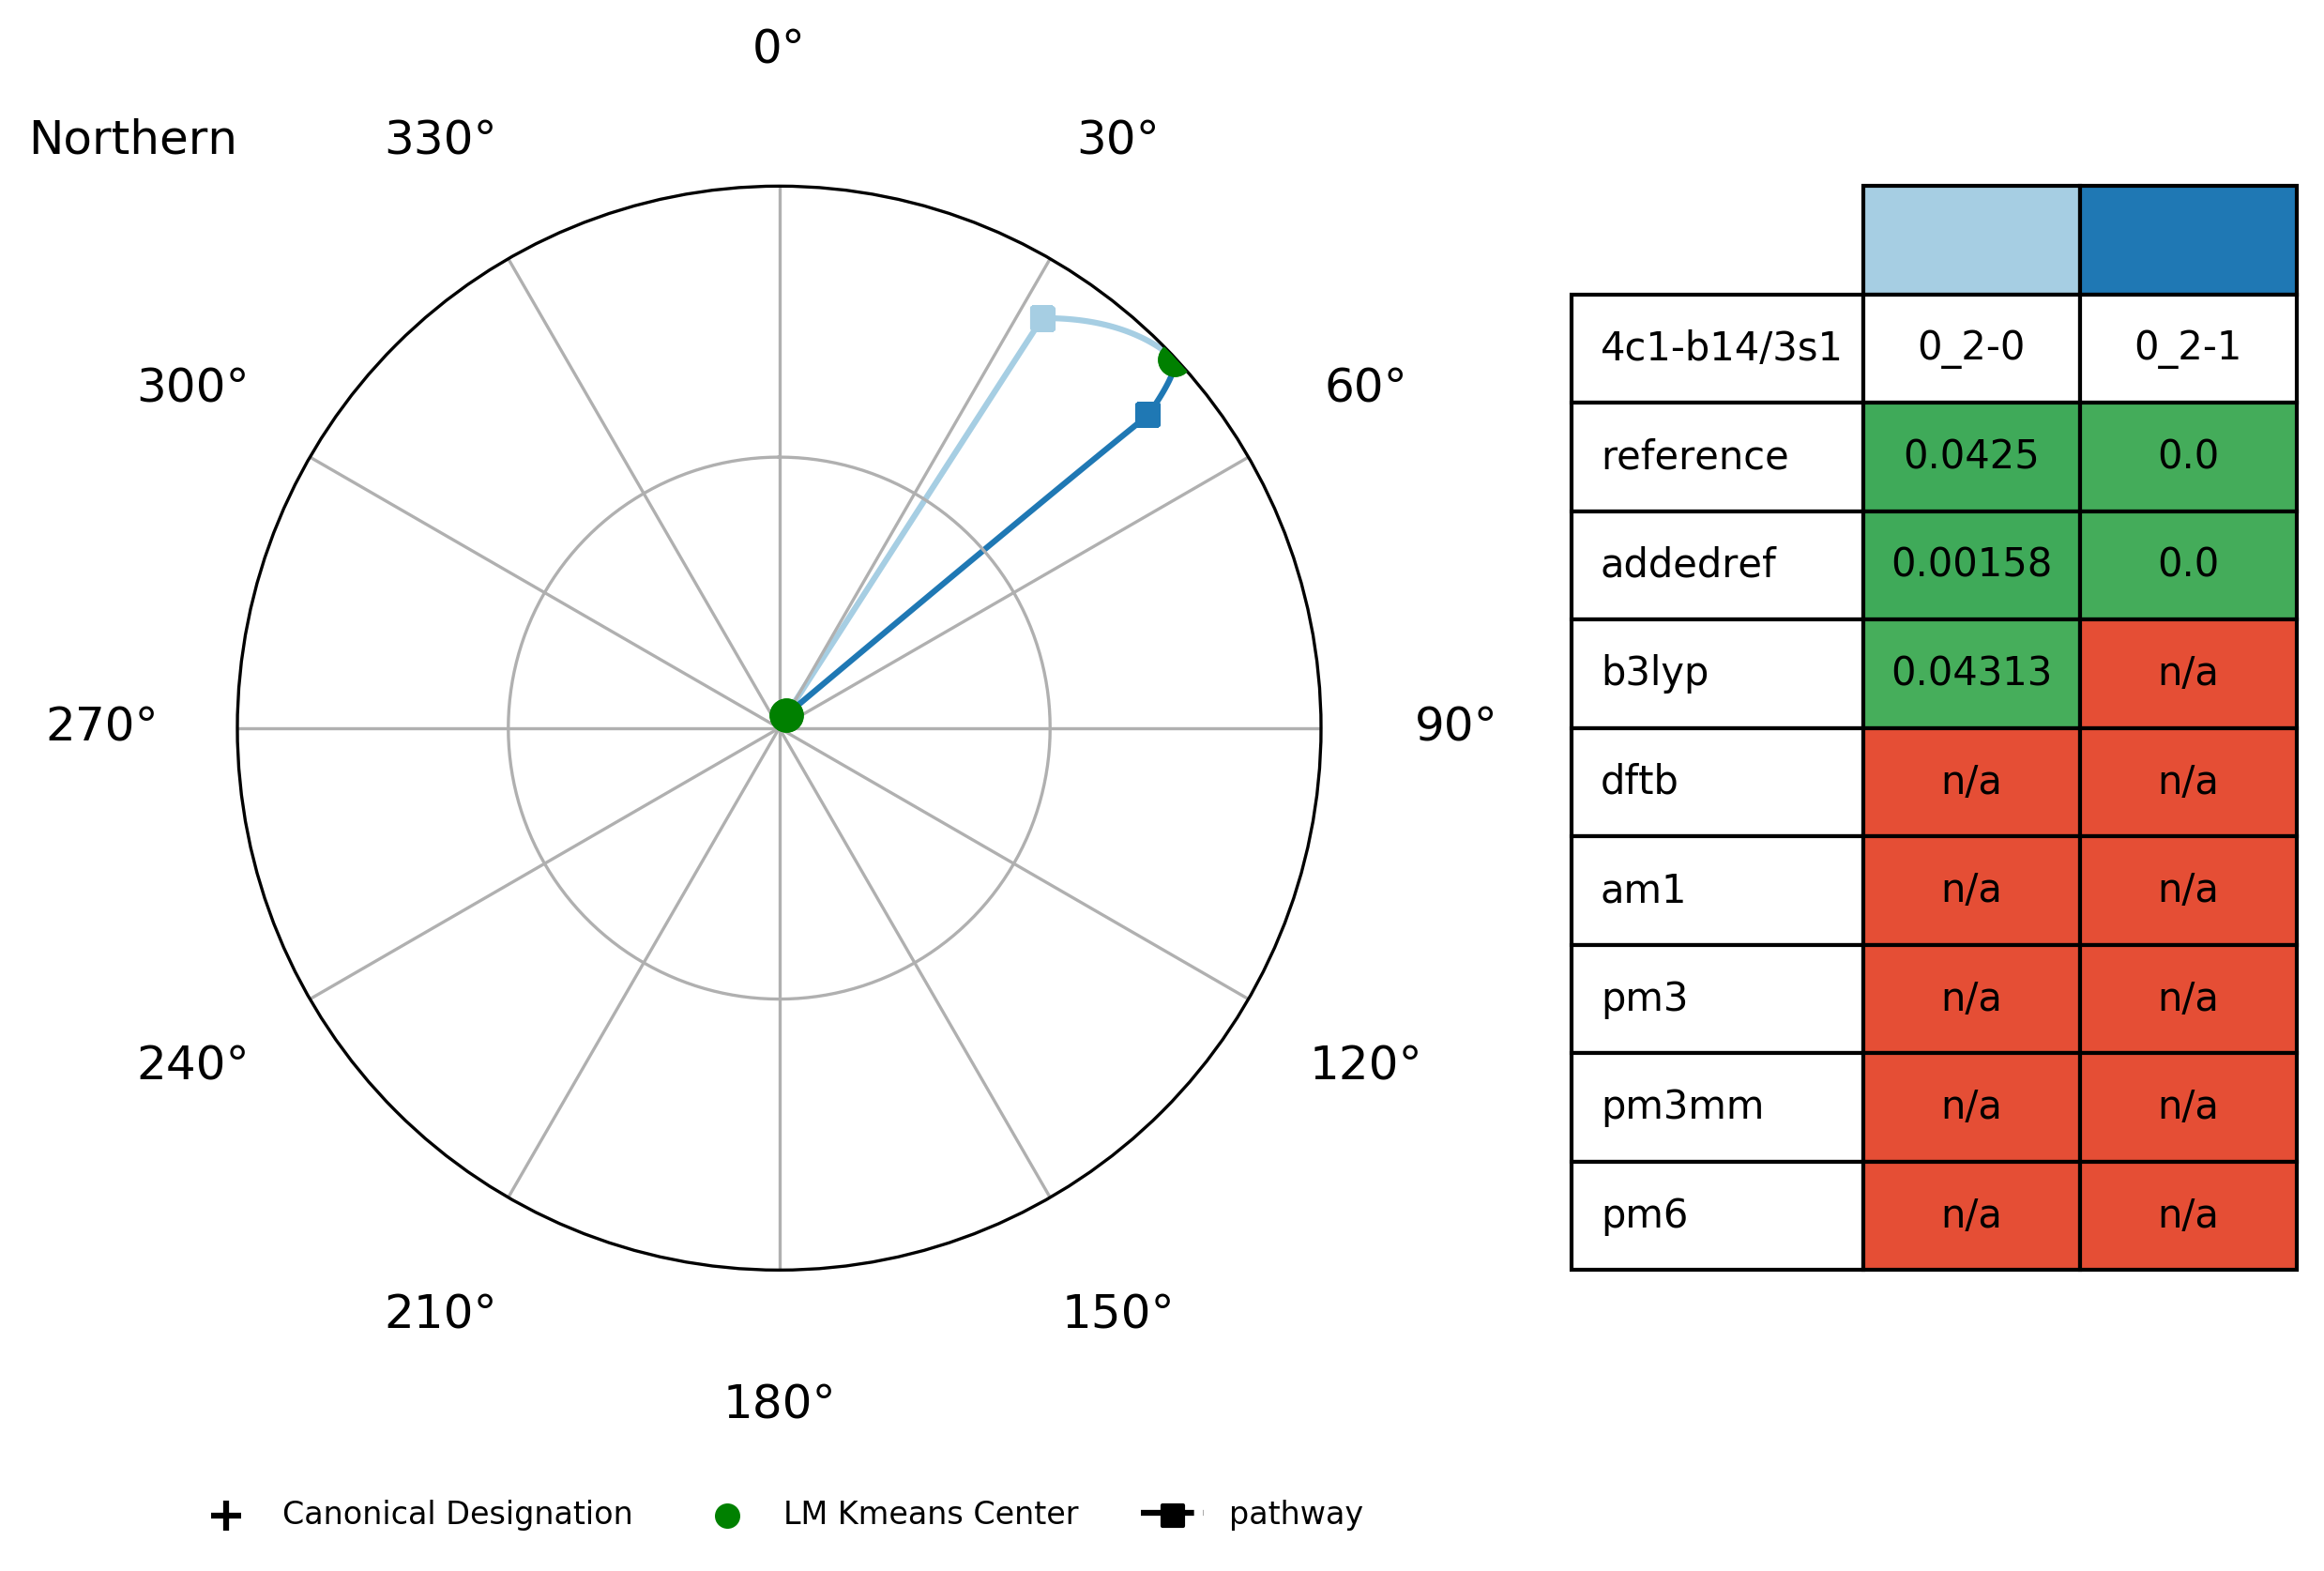 0°
Northern 330° 30°
300° 60°
270° 90°
240° 120°
210° 150°
180°
4c1-b14/3s1 0_2-0 0_2-1
reference 0.0425 0.0
addedref 0.00158 0.0
b3lyp 0.04313 n/a
dftb n/a n/a
am1 n/a n/a
pm3 n/a n/a
pm3mm n/a n/a
pm6 n/a n/a
Canonical Designation LM Kmeans Center pathway